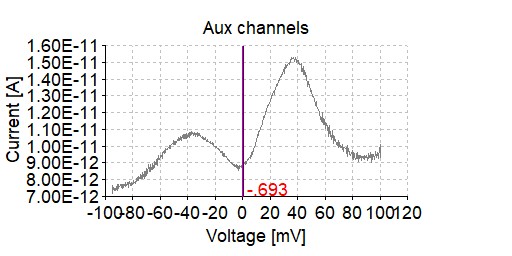 Aux channels
1.60E-11
1.50E-11
1.40E-11
1.30E-11
1.20E-11
1.10E-11
1.00E-11
9.00E-12
8.00E-12
7.00E-12
Current [A]
-.693
-100 -80 -60 -40 -20 0 20 40 60 80 100 120
Voltage [mV]